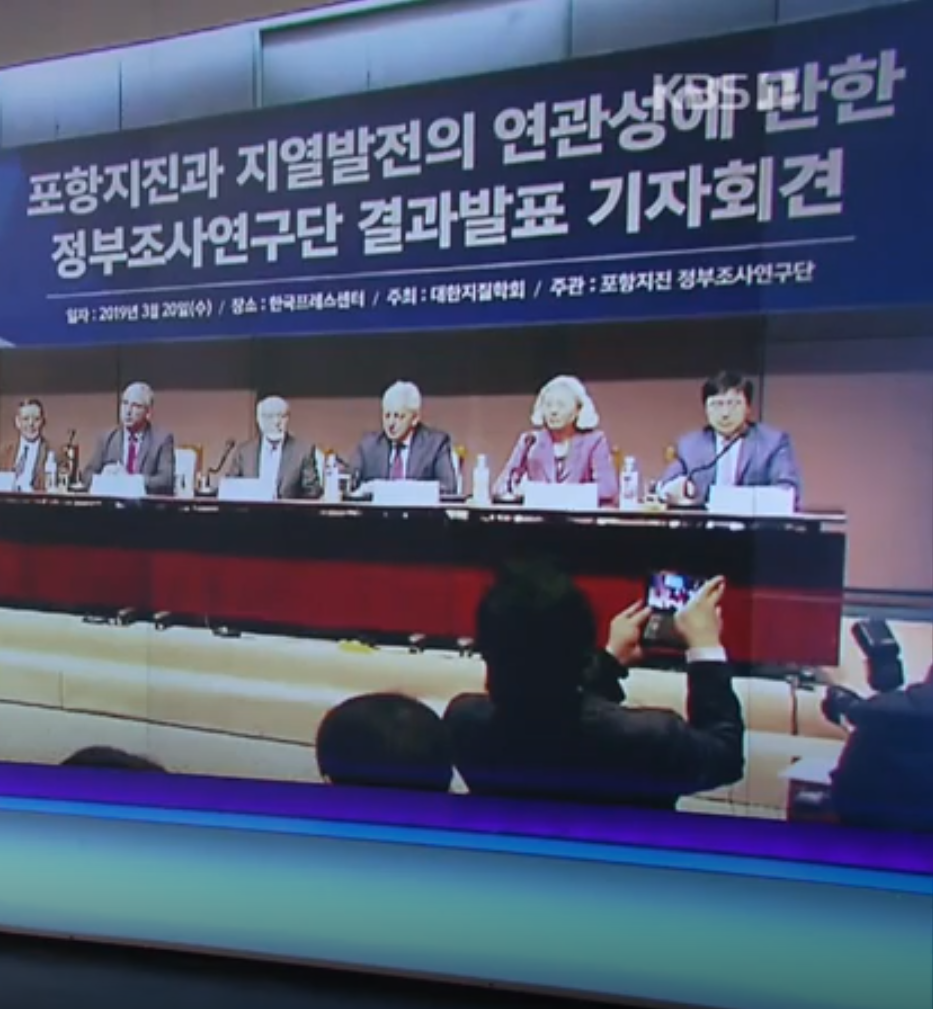 KBS
포항지진과 지열발전의 연관성에 관한
정부조사연구단 결과발표 기자회견
일자 : 2019년 3월 20일(수) / 장소 : 한국프레스센터 / 주최 : 대한지질학회 / 주관 : 포항지진 정부조사연구단